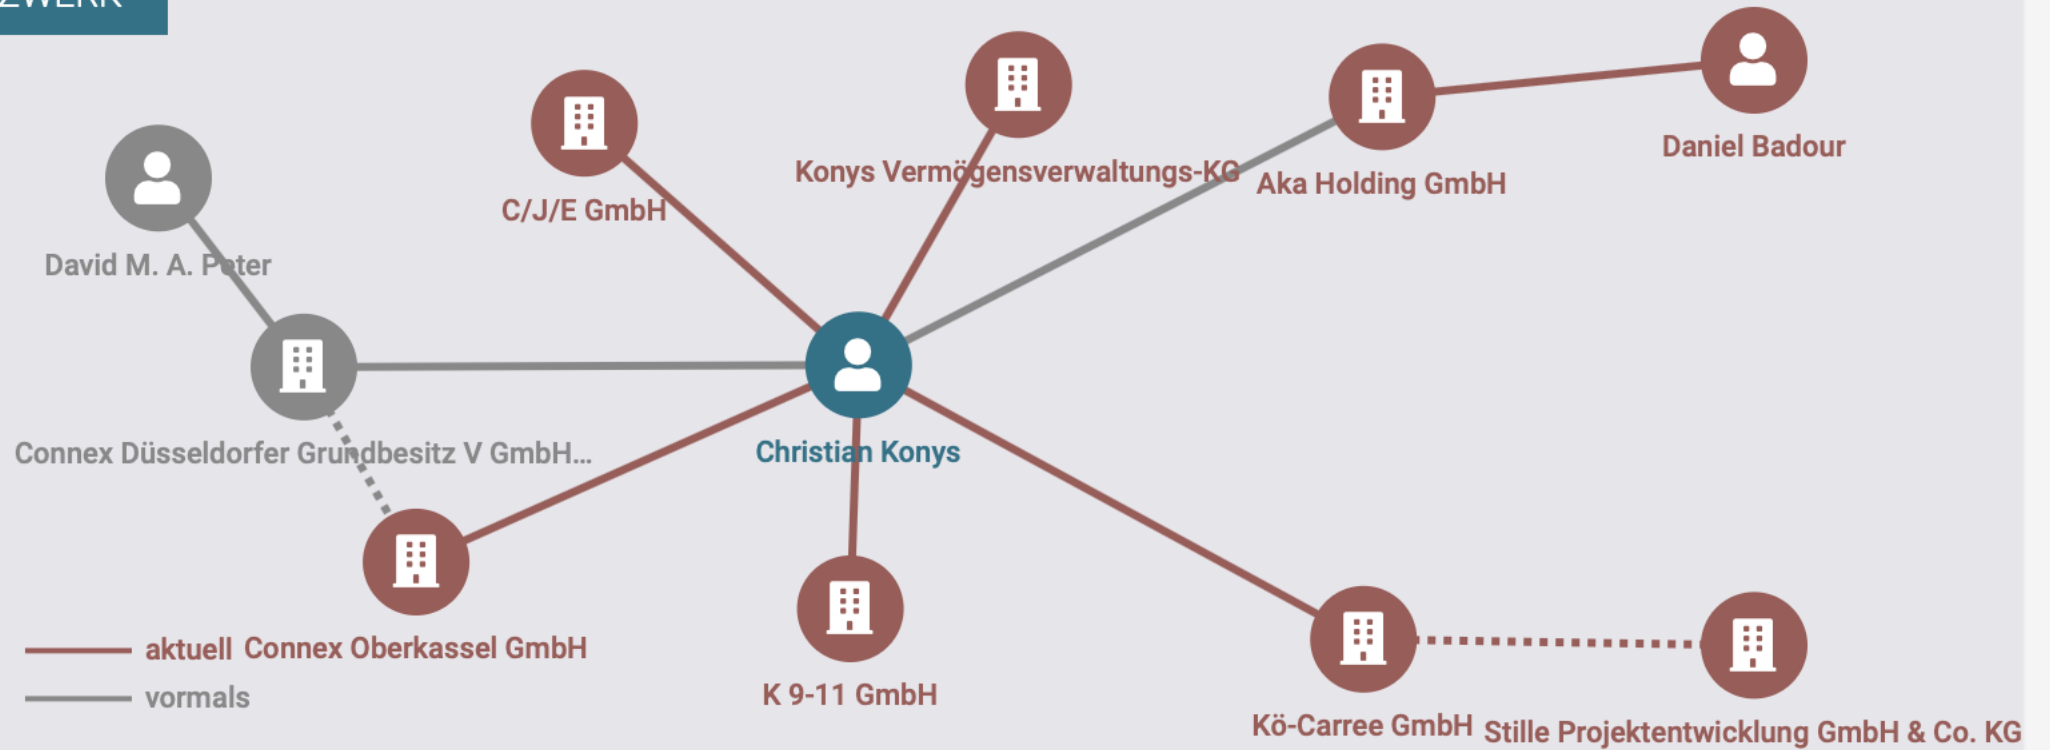 Daniel Badour
Konys Vermögensverwaltungs-KG
Aka Holding GmbH
C/J/E GmbH
David M. A. Peter
Connex Düsseldorfer Grundbesitz V GmbH...
Christian Konys
aktuell
Connex Oberkassel GmbH
vormals
K 9-11 GmbH
Kö-Carree GmbH
Stille Projektentwicklung GmbH & Co. KG